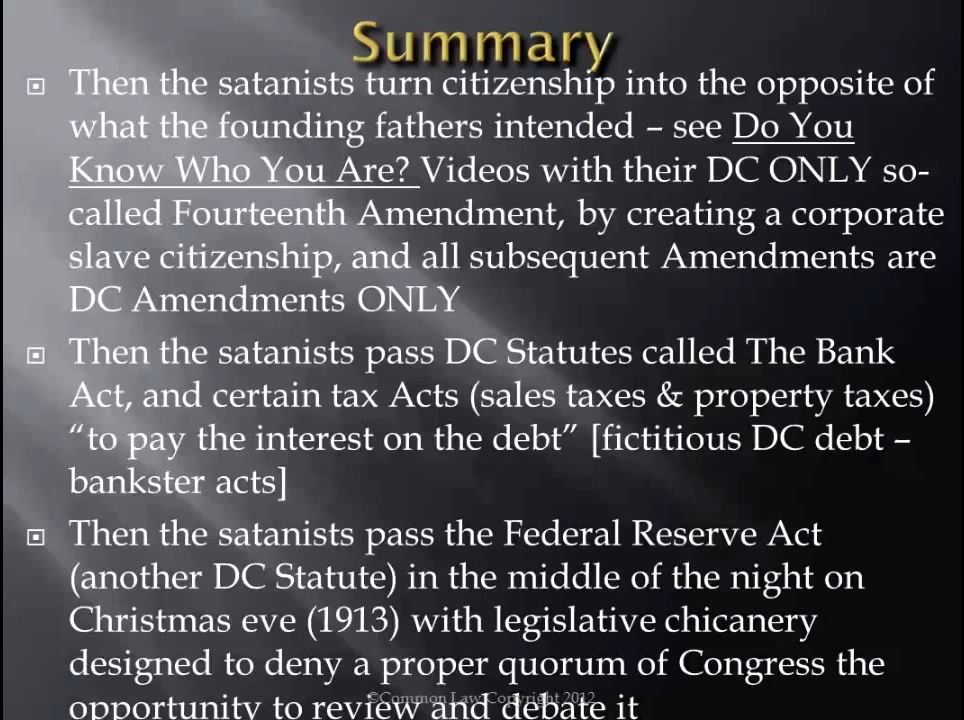 Summary
Then the satanists turn citizenship into the opposite of
what the founding fathers intended – see Do You
Know Who You Are? Videos with their DC ONLY so-
called Fourteenth Amendment, by creating a corporate
slave citizenship, and all subsequent Amendments are
DC Amendments ONLY
Then the satanists pass DC Statutes called The Bank
Act, and certain tax Acts (sales taxes & property taxes)
“to pay the interest on the debt” [fictitious DC debt –
bankster acts]
Then the satanists pass the Federal Reserve Act
(another DC Statute) in the middle of the night on
Christmas eve (1913) with legislative chicanery
designed to deny a proper quorum of Congress the
opportunity to review and debate it
©Common Law Copyright 2012